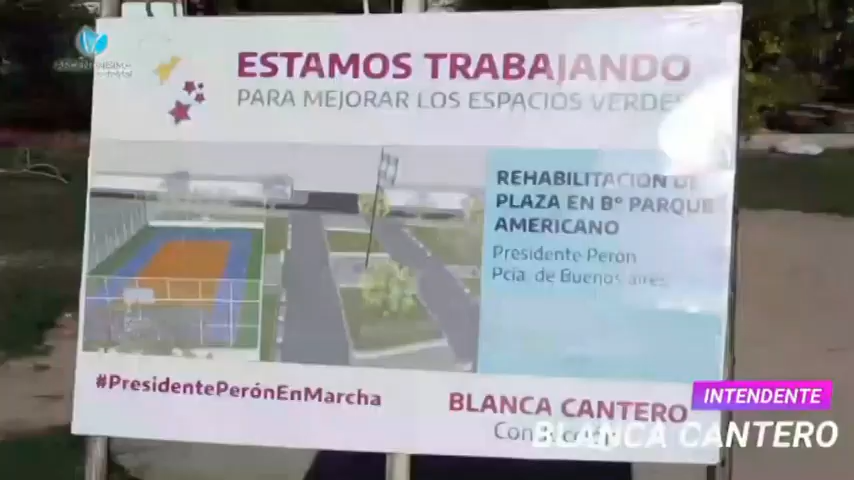 ESTAMOS TRABAJANDO
PARA MEJORAR LOS ESPACIOS VERDES
REHABILITACION DE
PLAZA EN B° PARQUE
AMERICANO
Presidente Perón
Pcia. de Buenos aires
#PresidentePerónEnMarcha
BLANCA CANTERO
Conducción
INTENDENTE
BLANCA CANTERO